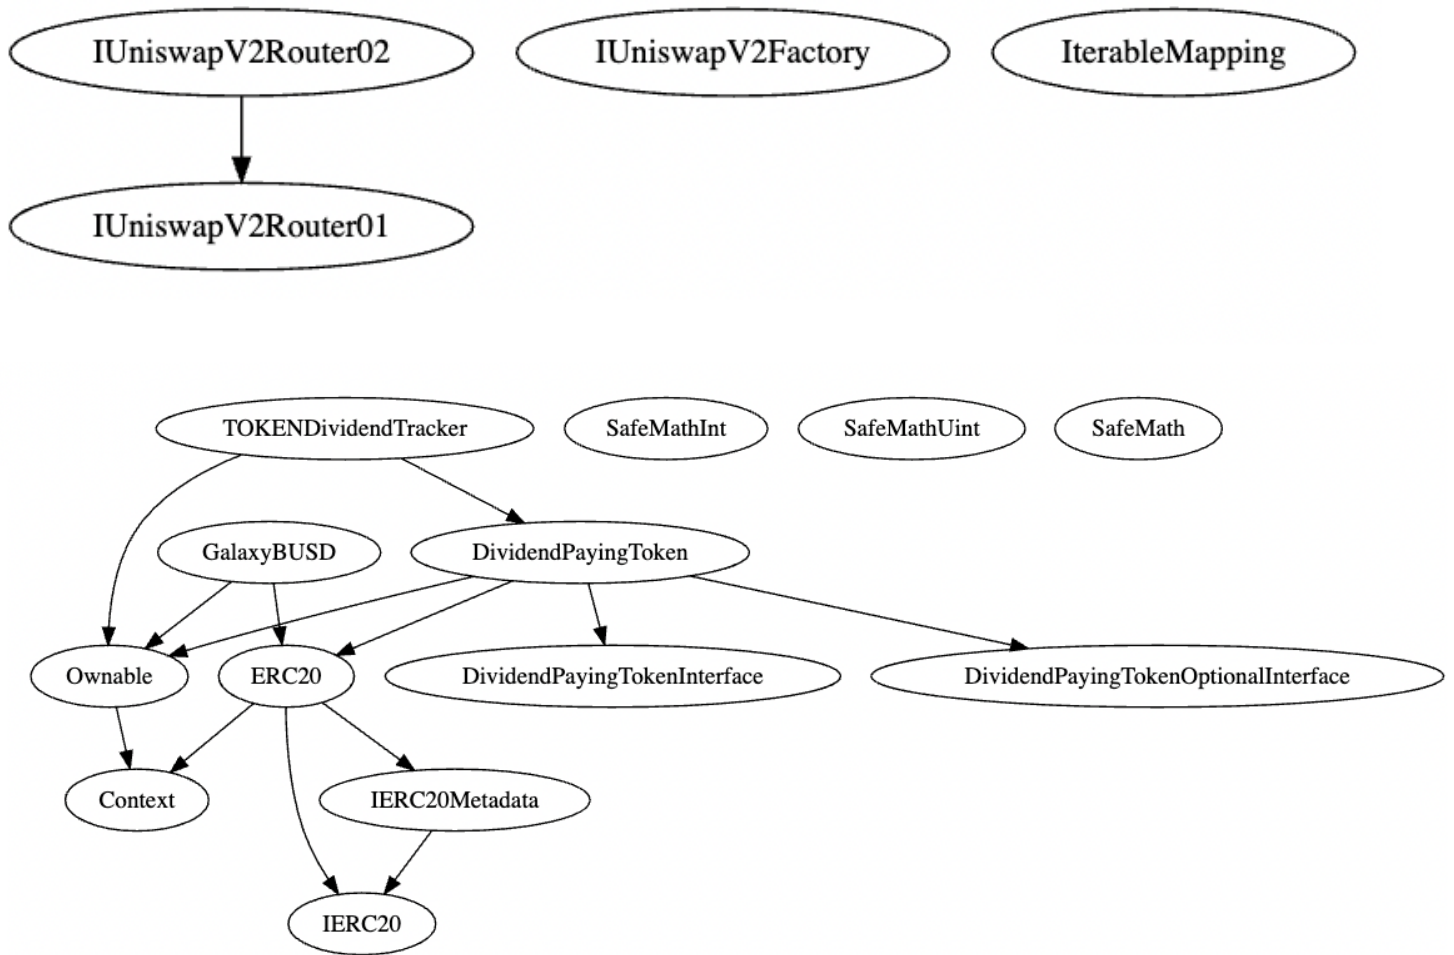 IUniswapV2Router02
IUniswapV2Factory
IterableMapping
IUniswapV2Router01
TOKENDividendTracker
SafeMathInt
SafeMathUint
SafeMath
GalaxyBUSD
DividendPayingToken
Ownable
ERC20
DividendPayingTokenInterface
DividendPayingTokenOptionalInterface
Context
IERC20Metadata
IERC20